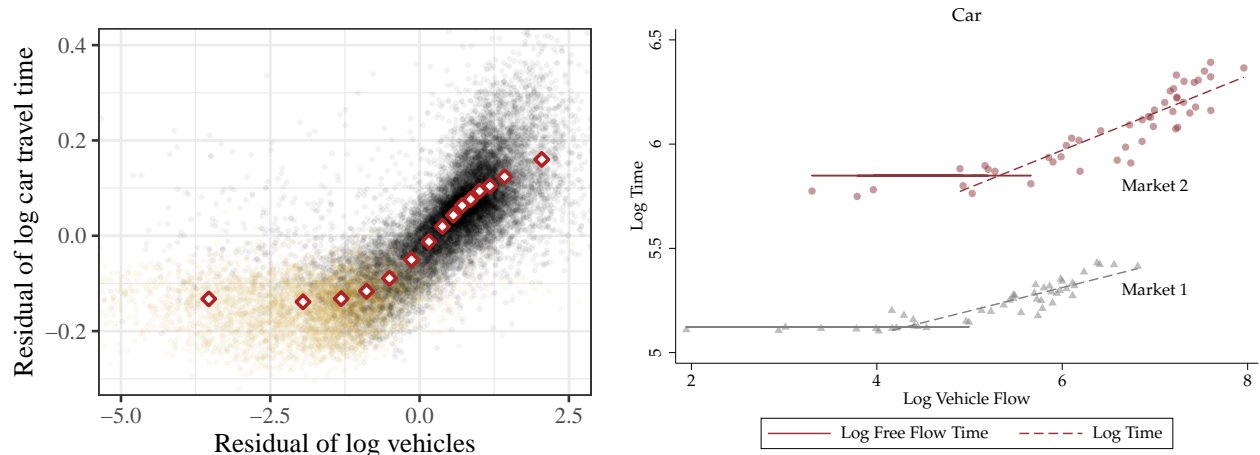 Residual of log car travel time
0.4
0.2
0.0
−0.2
−5.0
−2.5
0.0
2.5
Residual of log vehicles
Car
Log Time
6.5
6
5.5
5
Market 2
Market 1
2
4
6
8
Log Vehicle Flow
Log Free Flow Time
Log Time